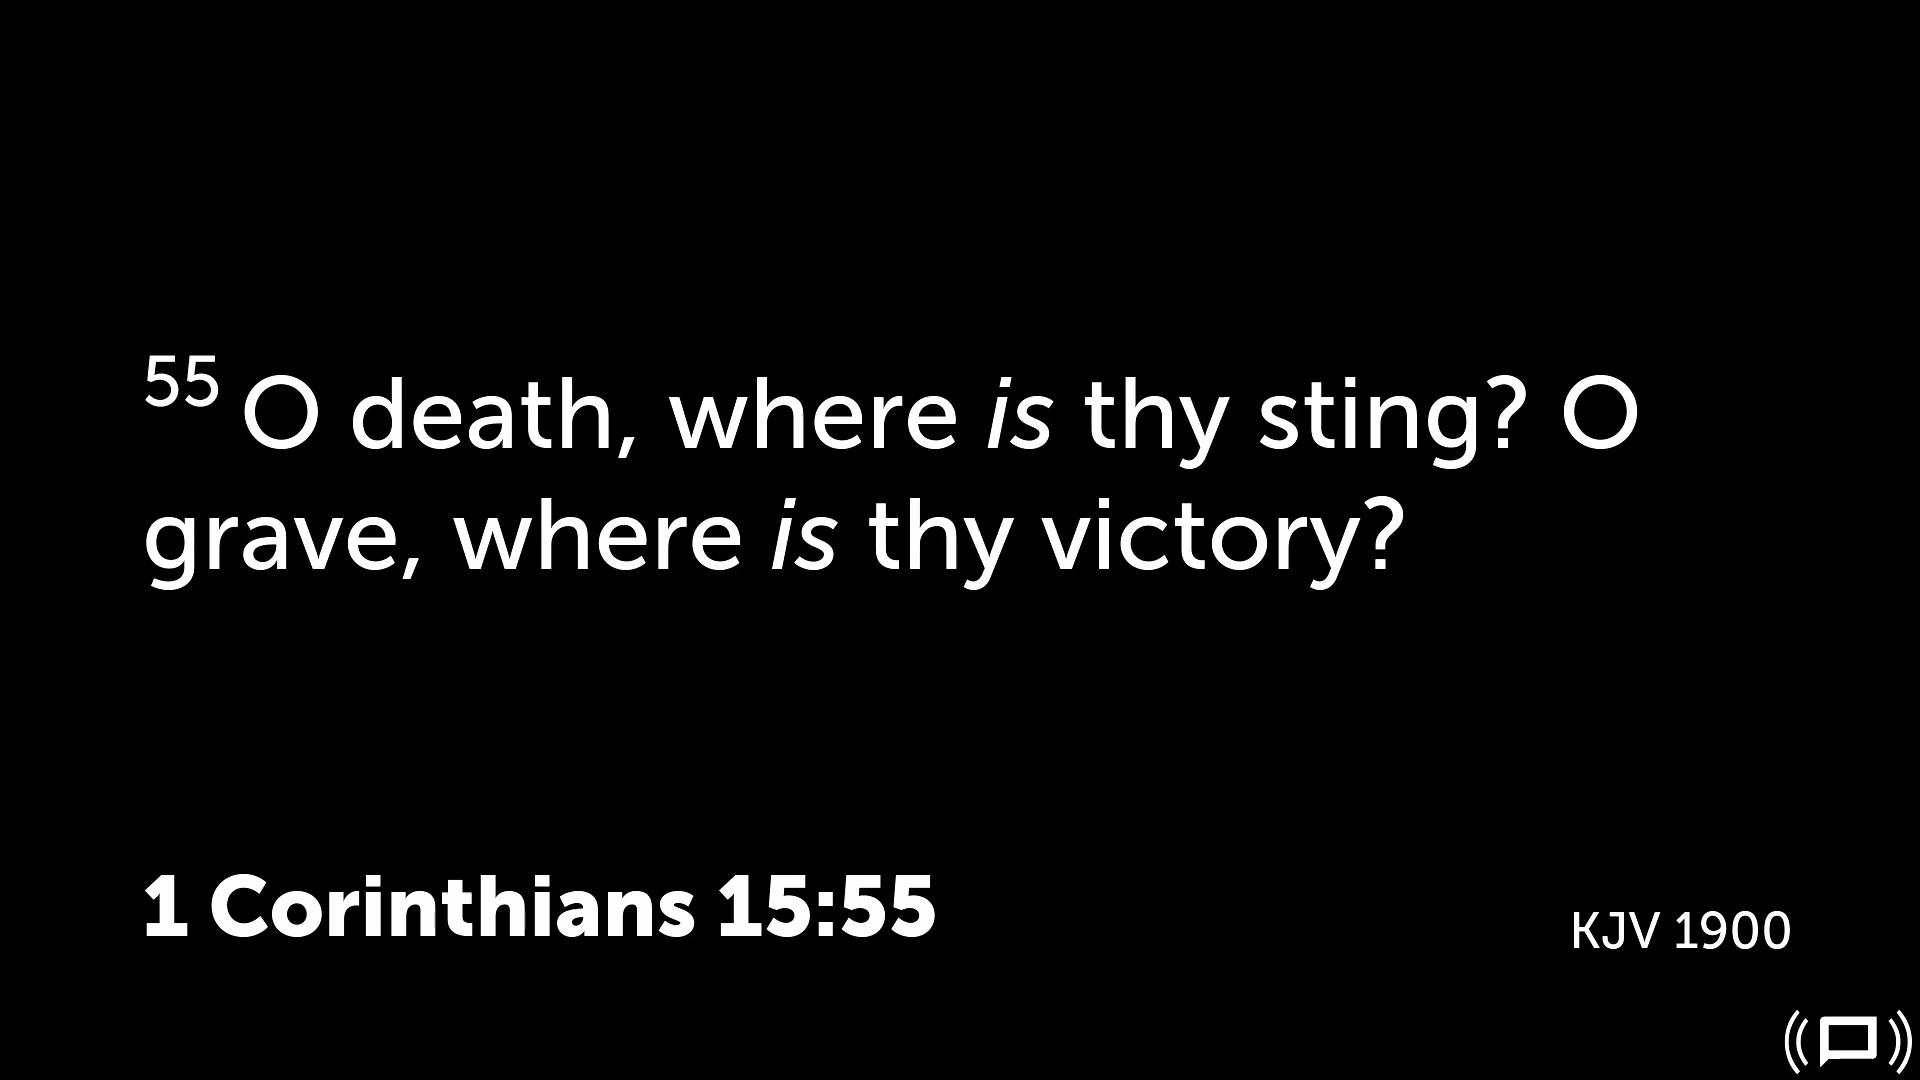 55 O death, where is thy sting? O
grave, where is thy victory?
1 Corinthians 15:55
KJV 1900